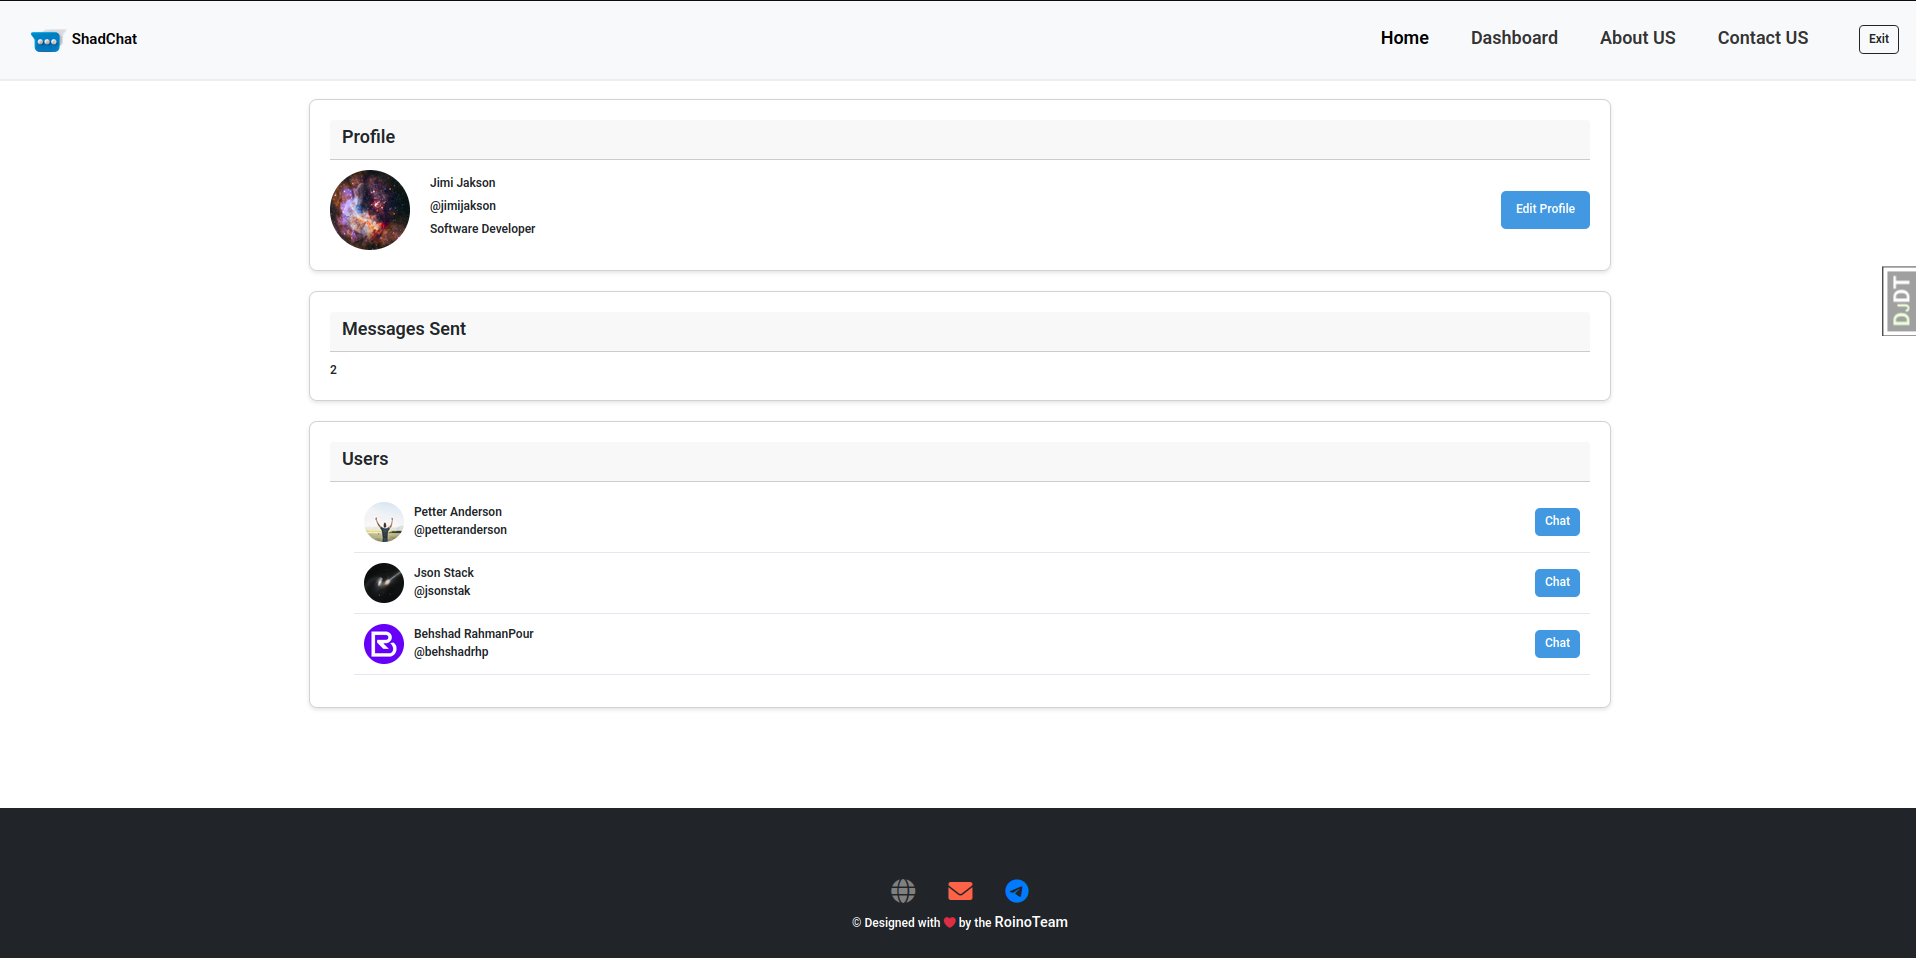 ShadChat
Home
Dashboard
About US
Contact US
Exit
Profile
Jimi Jakson
@jimijakson
Software Developer
Edit Profile
DJDT
Messages Sent
2
Users
Petter Anderson
@petteranderson
Chat
Json Stack
@jsonstak
Chat
Behshad RahmanPour
@behshadrhp
Chat
© Designed with ❤ by the RoinoTeam